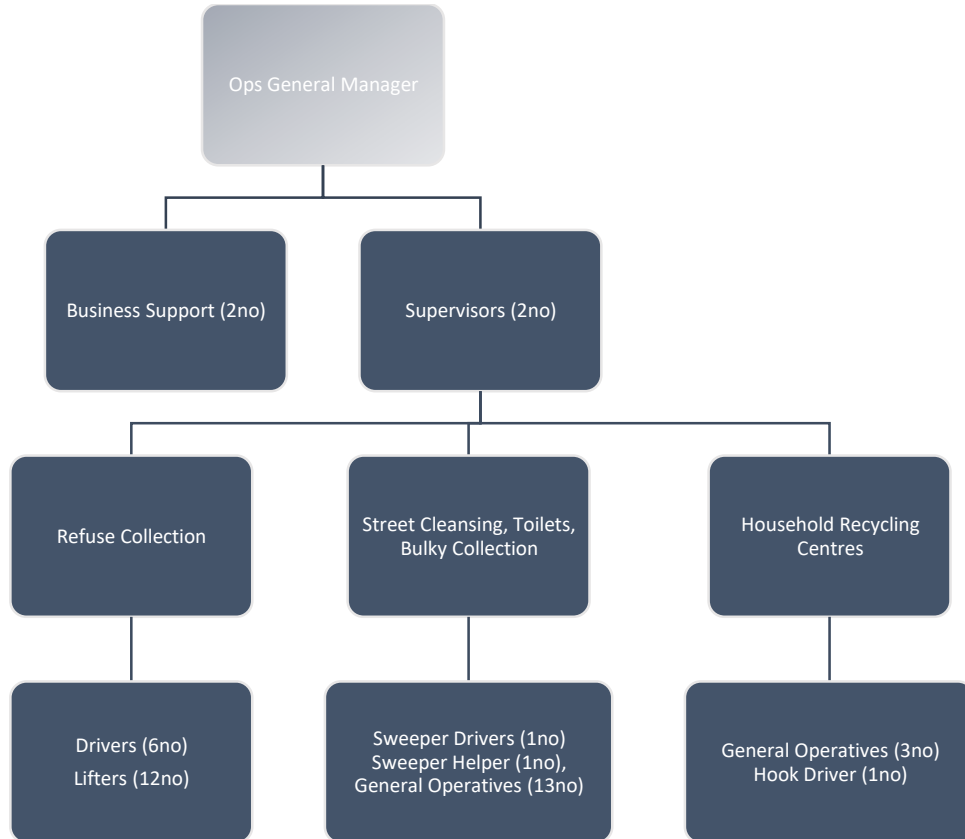 Ops General Manager
Business Support (2no)
Supervisors (2no)
Refuse Collection
Street Cleansing, Toilets,
Bulky Collection
Household Recycling
Centres
Drivers (6no)
Lifters (12no)
Sweeper Drivers (1no)
Sweeper Helper (1no),
General Operatives (13no)
General Operatives (3no)
Hook Driver (1no)